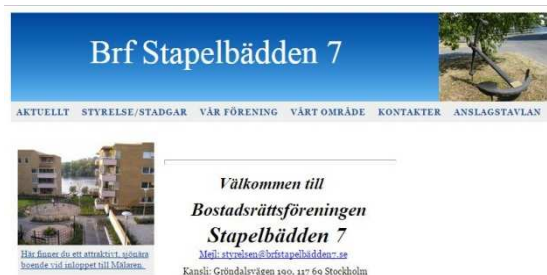 Brf Stapelbädden 7
AKTUELLT STYRELSE/STADGAR VÅR FÖRENING VÅRT OMRÅDE KONTAKTER ANSLAGSTAVLAN
Välkommen till
Bostadsrättsföreningen
Stapelbädden 7
Mejl: styrelsen@brfstapelbädden7.se
Kansli: Gröndalsvägen 190, 117 69 Stockholm
Här finner du ett attraktivt, sjönära
boende vid inloppet till Mälaren.